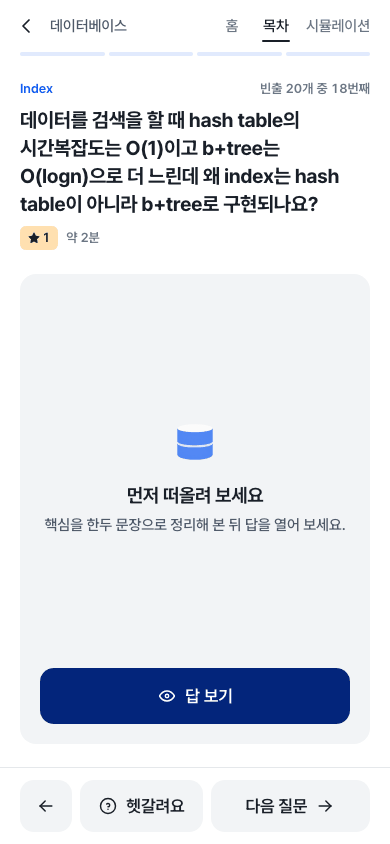 데이터베이스
홈
목차
시뮬레이션
Index
빈출 20개 중 18번째
데이터를 검색을 할 때 hash table의
시간복잡도는 O(1)이고 b+tree는
O(logn)으로 더 느린데 왜 index는 hash
table이 아니라 b+tree로 구현되나요?
★ 1
약 2분
먼저 떠올려 보세요
핵심을 한두 문장으로 정리해 본 뒤 답을 열어 보세요.
답 보기
헷갈려요
다음 질문